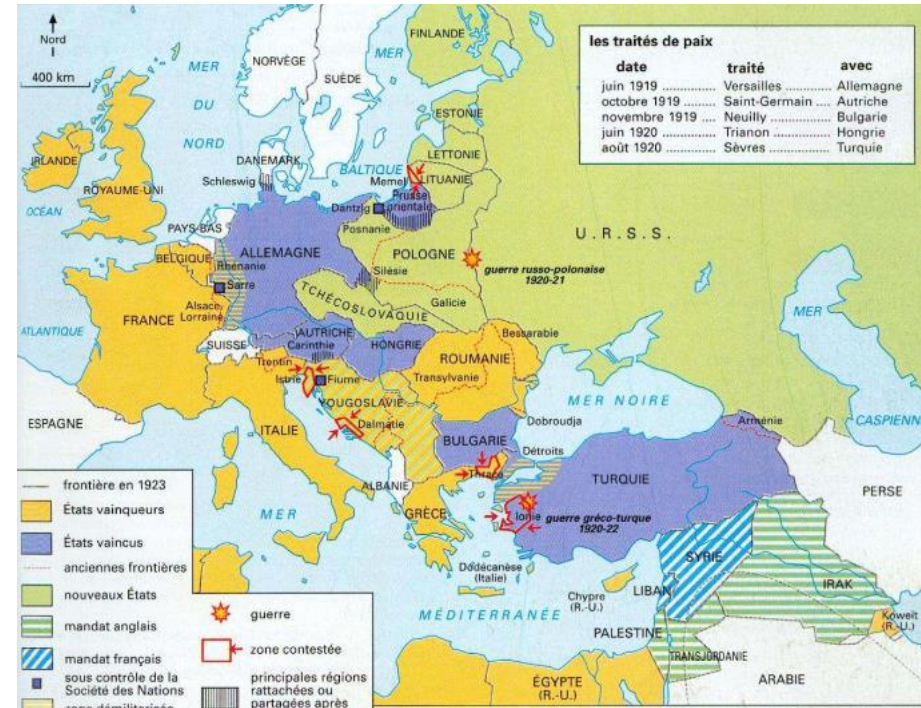 Nord
400 km
les traités de paix
date traité avec
juin 1919 ............ Versailles ............ Allemagne
octobre 1919 ........ Saint-Germain .... Autriche
novembre 1919 ... Neuilly ............... Bulgarie
juin 1920 ............ Trianon .............. Hongrie
août 1920 ........... Sèvres ............... Turquie
FINLANDE
NORVÈGE
SUÈDE
MER
DU
NORD
MER
BALTIQUE
ESTONIE
LETTONIE
LITUANIE
Memel
DANEMARK
Schleswig
IRLANDE
ROYAUME-UNI
OCÉAN
ATLANTIQUE
PAYS-BAS
BELGIQUE
Rhénanie
Sarre
Alsace
Lorraine
ALLEMAGNE
Dantzig
Prusse
orientale
Posnanie
POLOGNE
Silésie
Galicie
guerre russo-polonaise
1920-21
U.R.S.S.
TCHÉCOSLOVAQUIE
FRANCE
SUISSE
AUTRICHE
Carinthie
HONGRIE
Bessarabie
ROUMANIE
Transylvanie
Trentin
Istrie
Fiume
YOUGOSLAVIE
Dalmatie
ESPAGNE
ITALIE
Dobroudja
MER NOIRE
MER
CASPIENN
BULGARIE
Détroits
Thrace
Arménie
ALBANIE
GRÈCE
TURQUIE
PERSE
Ionie
guerre gréco-turque
1920-22
Dodécanèse
(Italie)
MER
MÉDITERRANÉE
Chypre
(R.-U.)
SYRIE
LIBAN
IRAK
PALESTINE
TRANSJORDANIE
Koweit
(R.-U.)
ÉGYPTE
(R.-U.)
ARABIE
frontière en 1923
États vainqueurs
États vaincus
anciennes frontières
nouveaux États
mandat anglais
mandat français
sous contrôle de la
Société des Nations
zone démilitarisée
guerre
zone contestée
principales régions
rattachées ou
partagées après